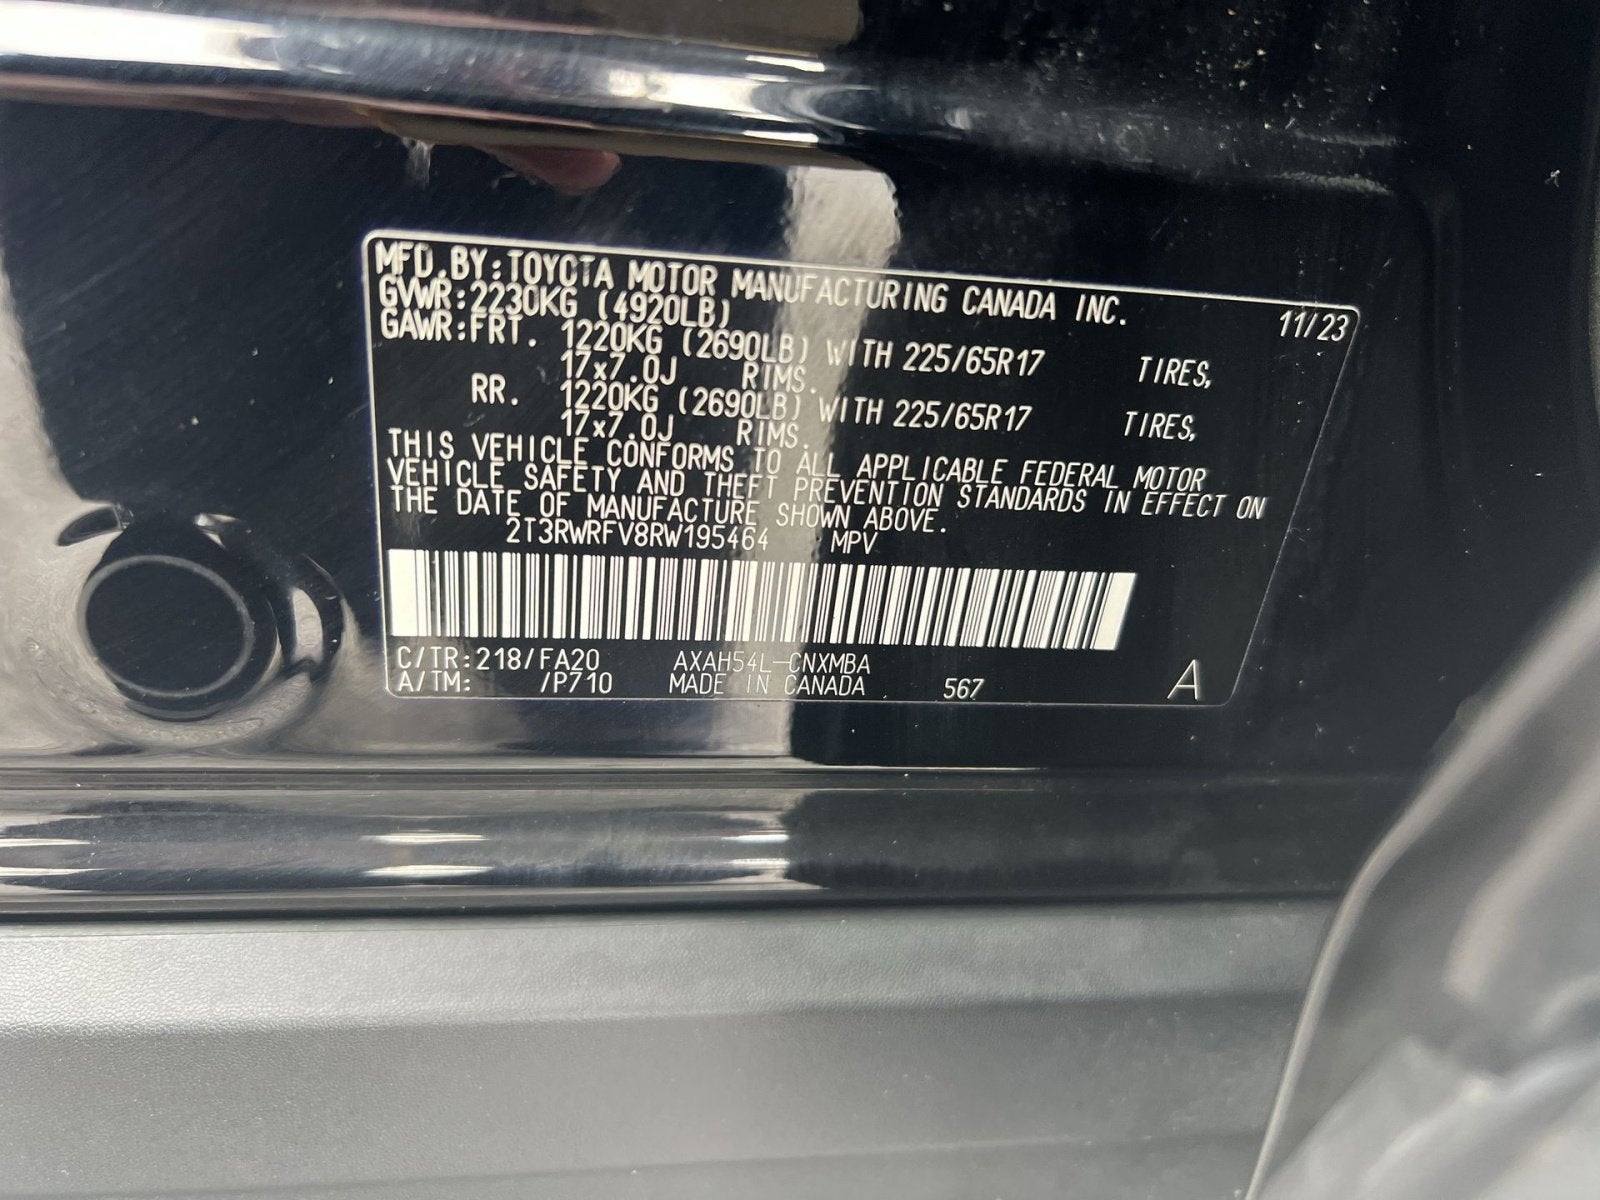 MFD.BY:TOYOTA MOTOR MANUFACTURING CANADA INC. 11/23
GVWR:2230KG (4920LB)
GAWR:FRT. 1220KG (2690LB) WITH 225/65R17 TIRES,
17x7.0J RIMS.
RR. 1220KG (2690LB) WITH 225/65R17 TIRES,
17x7.0J RIMS.
THIS VEHICLE CONFORMS TO ALL APPLICABLE FEDERAL MOTOR
VEHICLE SAFETY AND THEFT PREVENTION STANDARDS IN EFFECT ON
THE DATE OF MANUFACTURE SHOWN ABOVE.
2T3RWRFV8RW195464 MPV
C/TR:218/FA20 AXAH54L-CNXMBA
A/TM: /P710 MADE IN CANADA 567 A